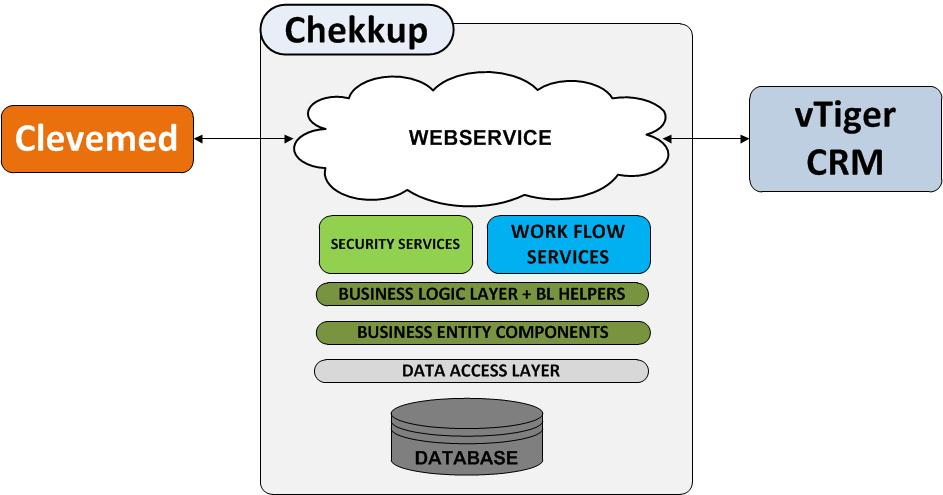 Chekkup
Clevemed
WEBSERVICE
vTiger
CRM
SECURITY SERVICES
WORK FLOW
SERVICES
BUSINESS LOGIC LAYER + BL HELPERS
BUSINESS ENTITY COMPONENTS
DATA ACCESS LAYER
DATABASE